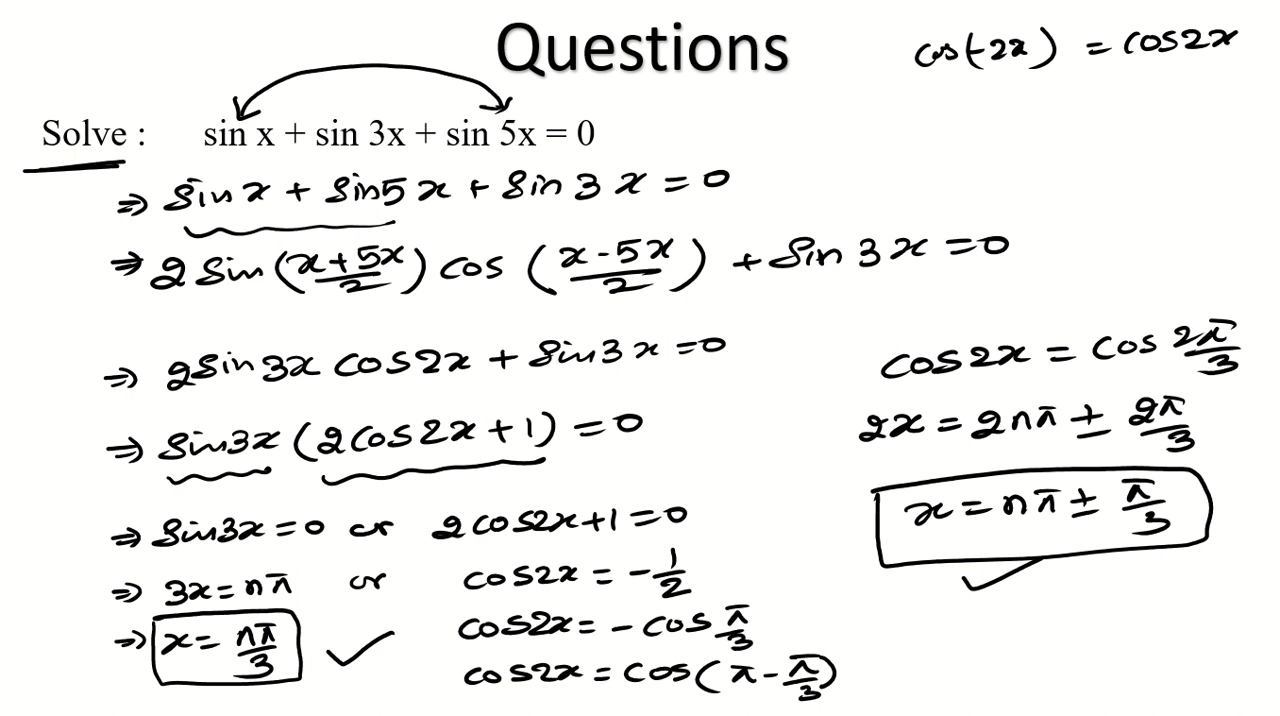 Questions
cos(-2x) = cos2x
Solve : sin x + sin 3x + sin 5x = 0
⇒ sin x + sin5x + sin 3x = 0
⇒ 2 sin (x+5x/2) cos (x-5x/2) + sin 3x = 0
⇒ 2sin 3x cos2x + sin3x = 0
⇒ sin3x (2cos2x + 1) = 0
⇒ sin3x = 0 or 2cos2x+1 = 0
⇒ 3x = nπ or cos2x = -1/2
⇒ x = nπ/3 ✓ cos2x = - cos π/3
cos2x = cos(π - π/3)
cos2x = cos 2π/3
2x = 2nπ ± 2π/3
x = nπ ± π/3 ✓